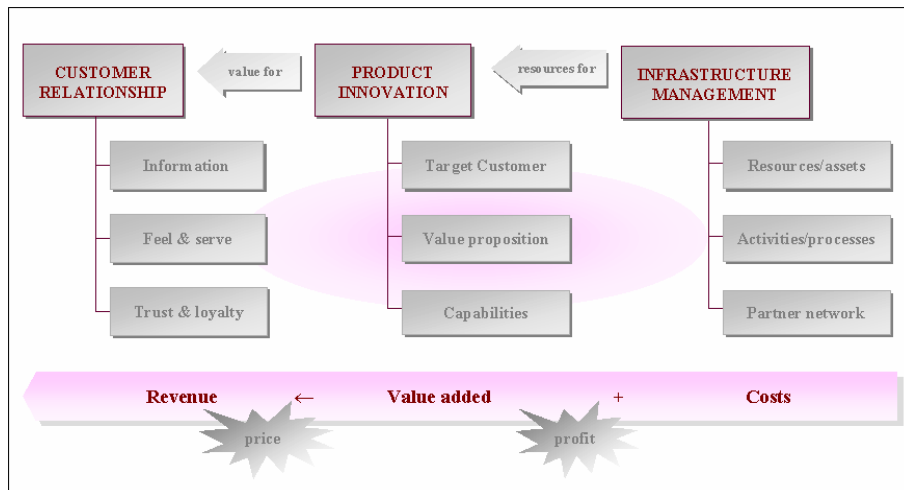 CUSTOMER
RELATIONSHIP
value for
PRODUCT
INNOVATION
resources for
INFRASTRUCTURE
MANAGEMENT
Information
Target Customer
Resources/assets
Feel & serve
Value proposition
Activities/processes
Trust & loyalty
Capabilities
Partner network
Revenue ← Value added + Costs
price
profit